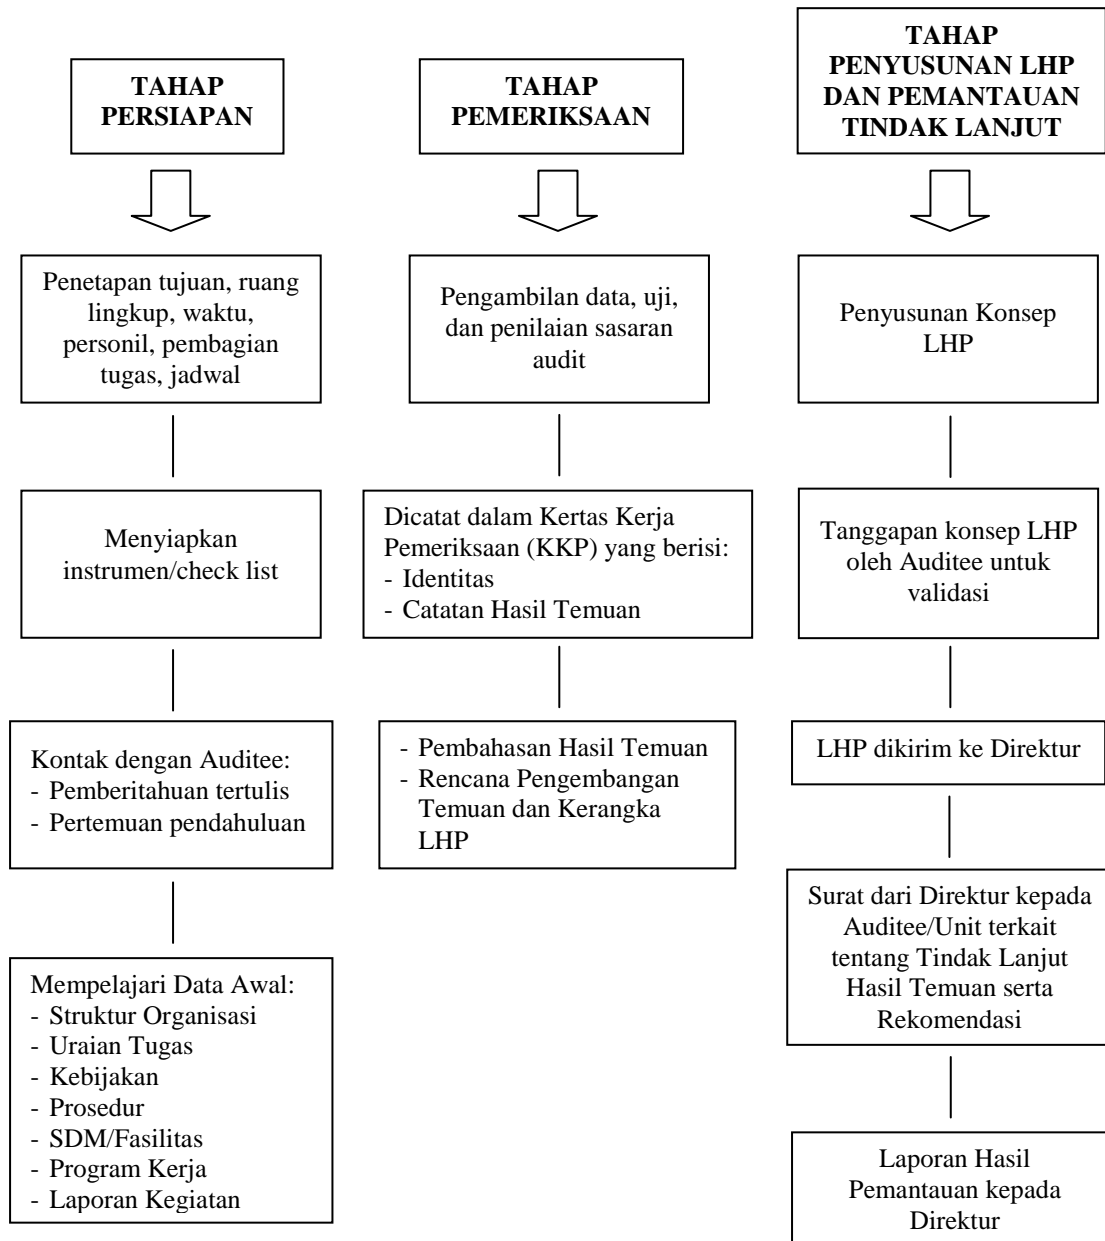 TAHAP
PERSIAPAN
Penetapan tujuan, ruang
lingkup, waktu,
personil, pembagian
tugas, jadwal
Menyiapkan
instrumen/check list
Kontak dengan Auditee:
- Pemberitahuan tertulis
- Pertemuan pendahuluan
Mempelajari Data Awal:
- Struktur Organisasi
- Uraian Tugas
- Kebijakan
- Prosedur
- SDM/Fasilitas
- Program Kerja
- Laporan Kegiatan
TAHAP
PEMERIKSAAN
Pengambilan data, uji,
dan penilaian sasaran
audit
Dicatat dalam Kertas Kerja
Pemeriksaan (KKP) yang berisi:
- Identitas
- Catatan Hasil Temuan
- Pembahasan Hasil Temuan
- Rencana Pengembangan
Temuan dan Kerangka
LHP
TAHAP
PENYUSUNAN LHP
DAN PEMANTAUAN
TINDAK LANJUT
Penyusunan Konsep
LHP
Tanggapan konsep LHP
oleh Auditee untuk
validasi
LHP dikirim ke Direktur
Surat dari Direktur kepada
Auditee/Unit terkait
tentang Tindak Lanjut
Hasil Temuan serta
Rekomendasi
Laporan Hasil
Pemantauan kepada
Direktur